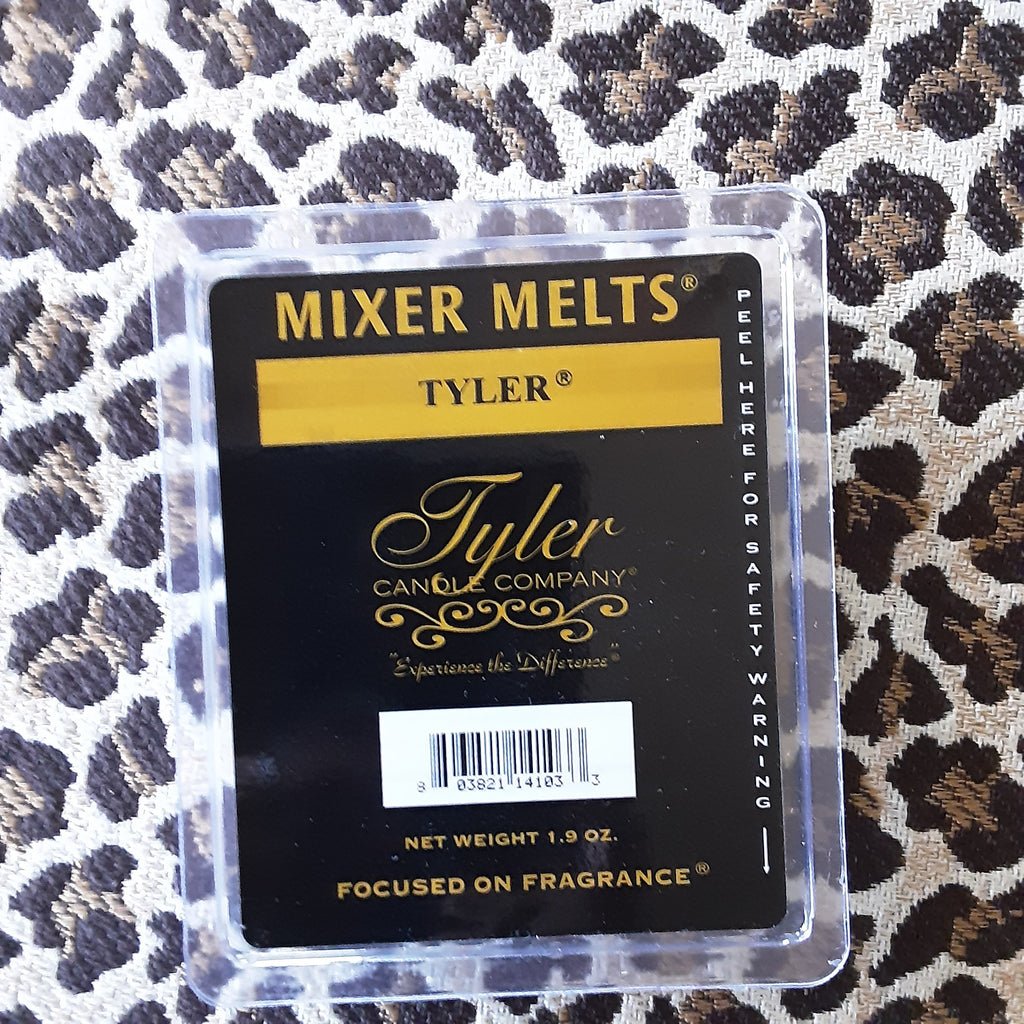 MIXER MELTS®
TYLER®
Tyler
CANDLE COMPANY®
"Experience the Difference"®
8 03821 14103 3
NET WEIGHT 1.9 OZ.
FOCUSED ON FRAGRANCE®
PEEL HERE FOR SAFETY WARNING